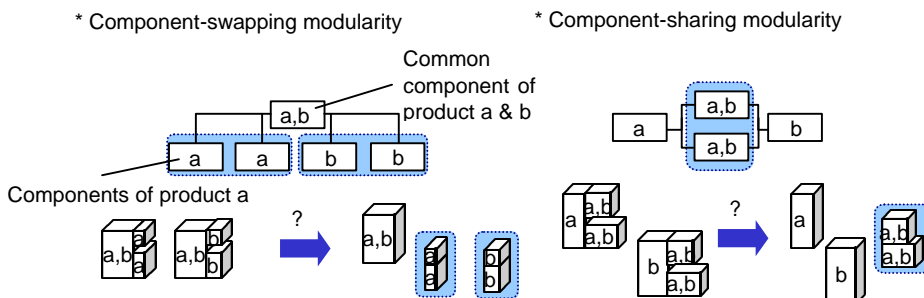 * Component-swapping modularity
* Component-sharing modularity
Common
component of
product a & b
a,b
a
a
b
b
Components of product a
a,b
a
a
a,b
b
b
?
a,b
a
a
b
b
a,b
a
b
a,b
a
a,b
a,b
b
a,b
a,b
?
a
b
a,b
a,b